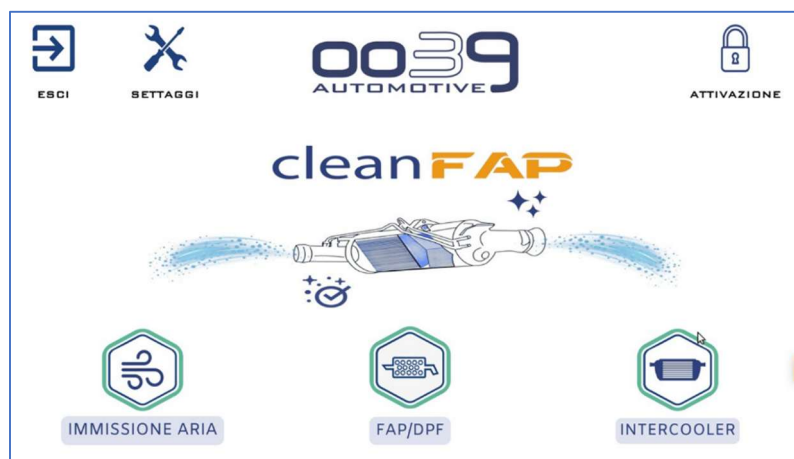 ESCI
SETTAGGI
0039
AUTOMOTIVE
ATTIVAZIONE
cleanFAP
IMMISSIONE ARIA
FAP/DPF
INTERCOOLER